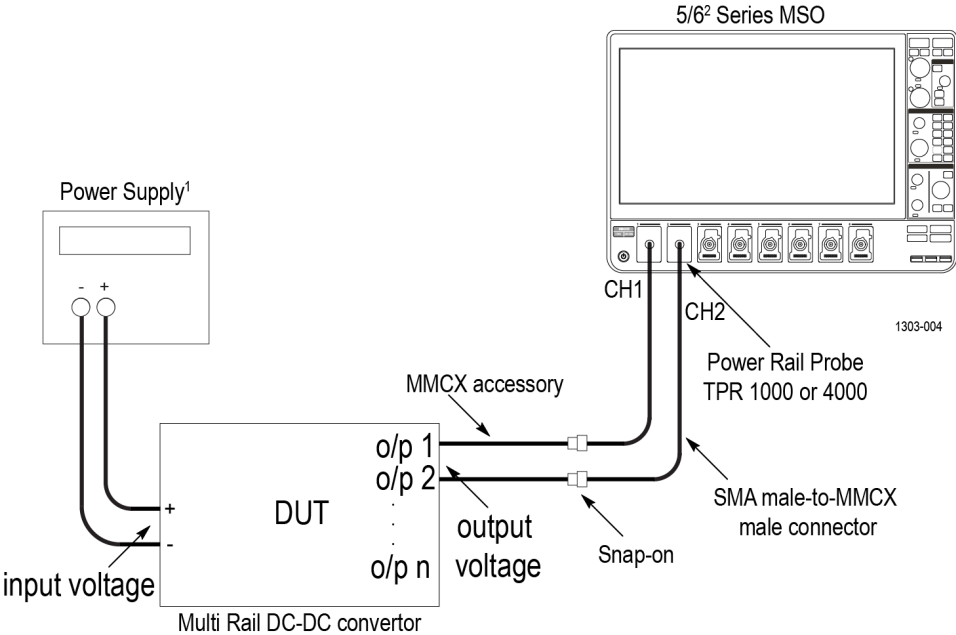 5/6² Series MSO
Power Supply¹
- +
CH1
CH2
1303-004
Power Rail Probe
TPR 1000 or 4000
MMCX accessory
o/p 1
o/p 2
+
DUT
SMA male-to-MMCX
male connector
output
voltage
-
Snap-on
o/p n
input voltage
Multi Rail DC-DC convertor